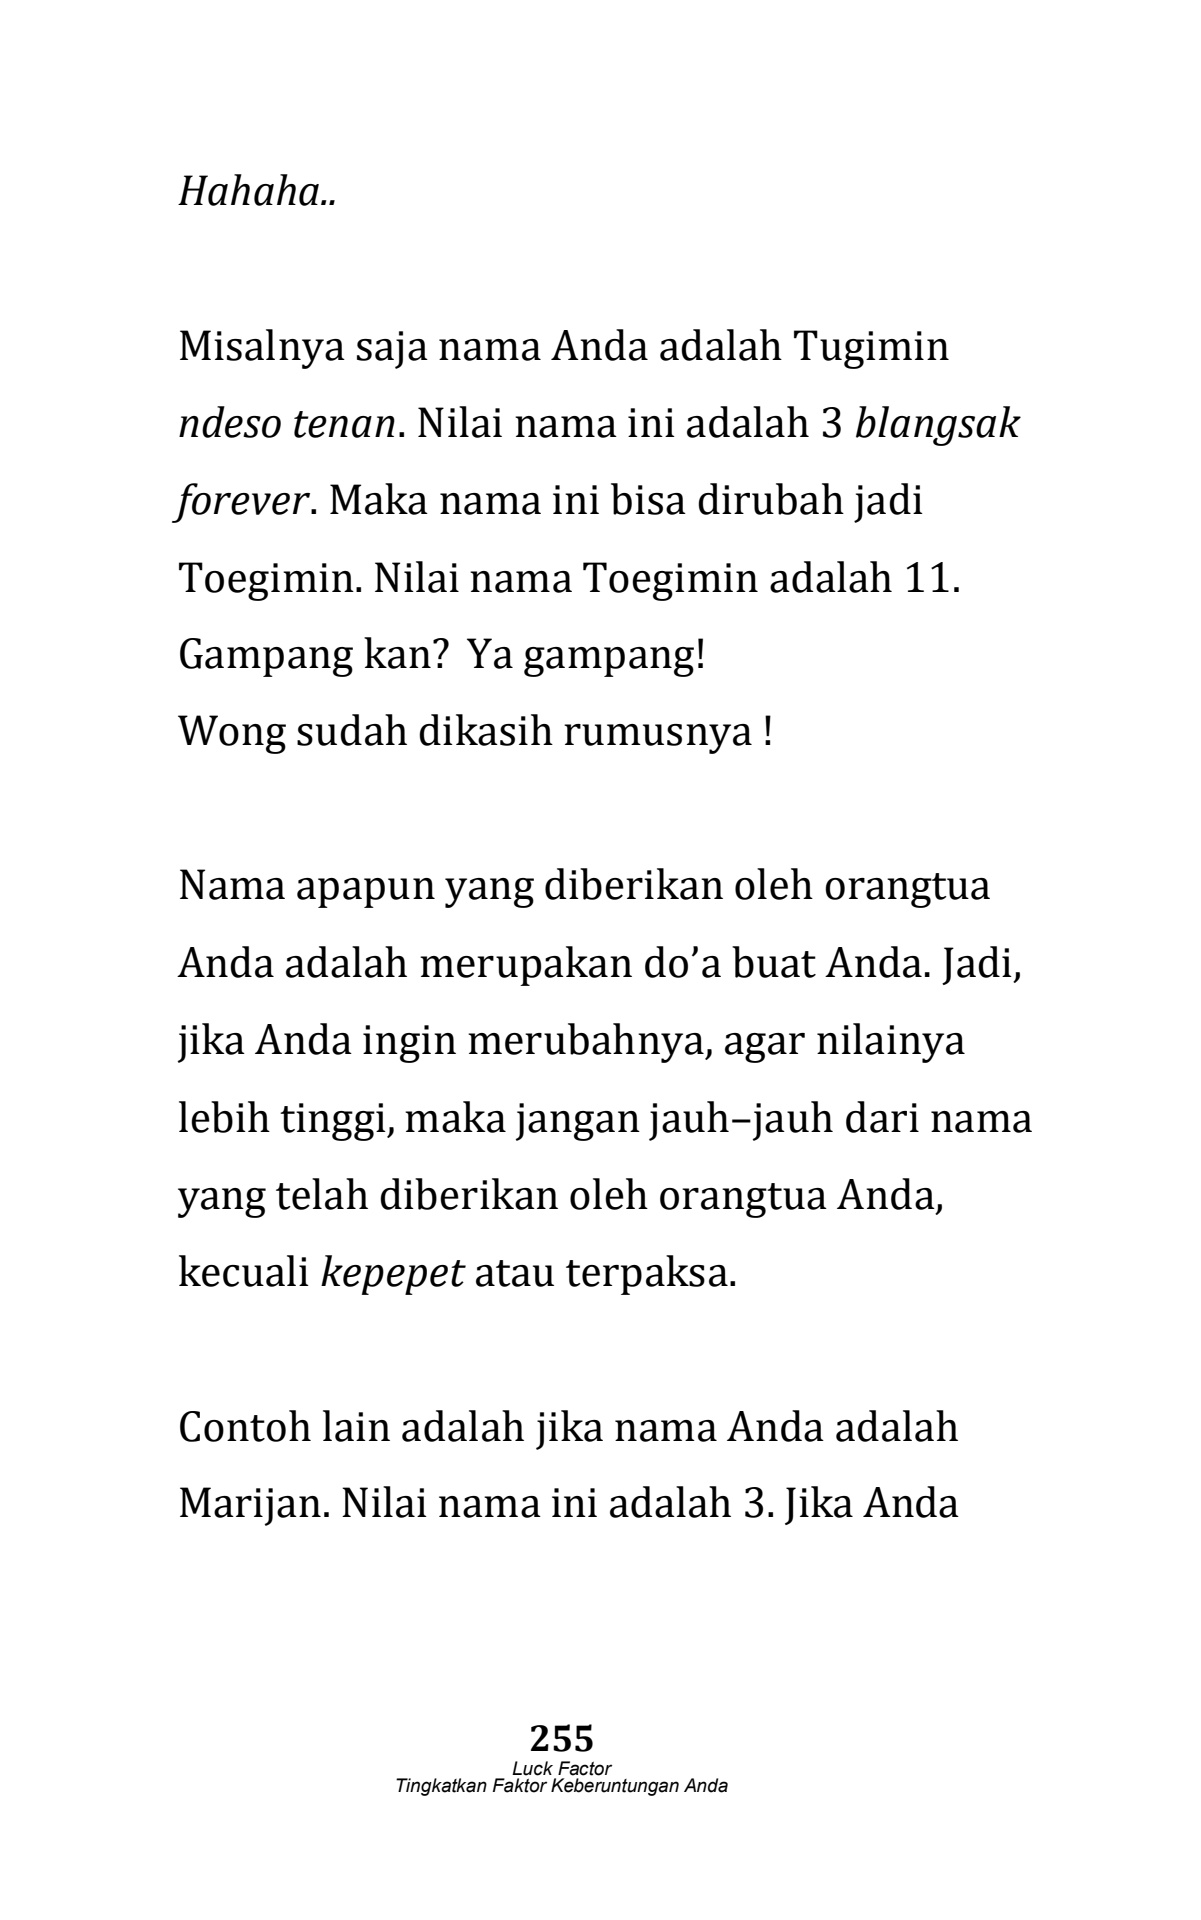 Hahaha..
Misalnya saja nama Anda adalah Tugimin
ndeso tenan. Nilai nama ini adalah 3 blangsak
forever. Maka nama ini bisa dirubah jadi
Toegimin. Nilai nama Toegimin adalah 11.
Gampang kan?  Ya gampang!
Wong sudah dikasih rumusnya !
Nama apapun yang diberikan oleh orangtua
Anda adalah merupakan do’a buat Anda. Jadi,
jika Anda ingin merubahnya, agar nilainya
lebih tinggi, maka jangan jauh–jauh dari nama
yang telah diberikan oleh orangtua Anda,
kecuali kepepet atau terpaksa.
Contoh lain adalah jika nama Anda adalah
Marijan. Nilai nama ini adalah 3. Jika Anda
255
Luck Factor
Tingkatkan Faktor Keberuntungan Anda